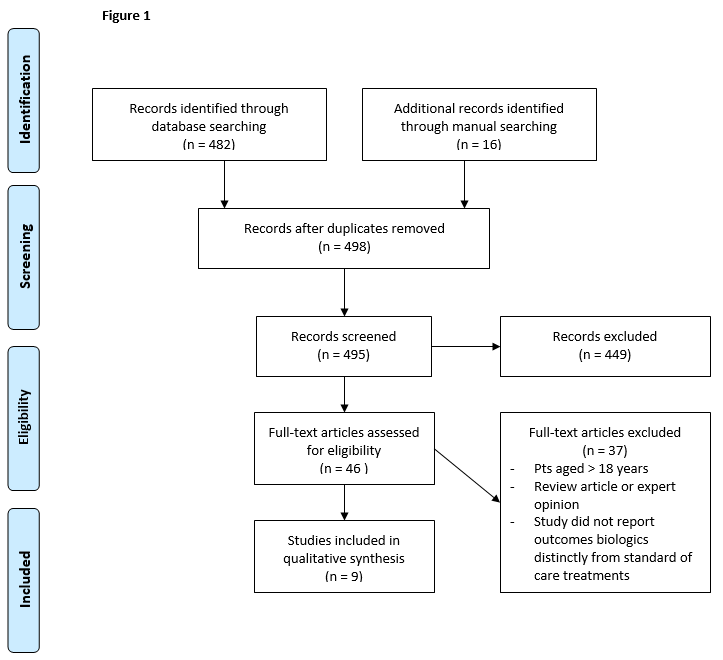 Figure 1
Identification
Records identified through
database searching
(n = 482)
Additional records identified
through manual searching
(n = 16)
Screening
Records after duplicates removed
(n = 498)
Records screened
(n = 495)
Records excluded
(n = 449)
Eligibility
Full-text articles assessed
for eligibility
(n = 46 )
Full-text articles excluded
(n = 37)
- Pts aged > 18 years
- Review article or expert
opinion
- Study did not report
outcomes biologics
distinctly from standard of
care treatments
Included
Studies included in
qualitative synthesis
(n = 9)